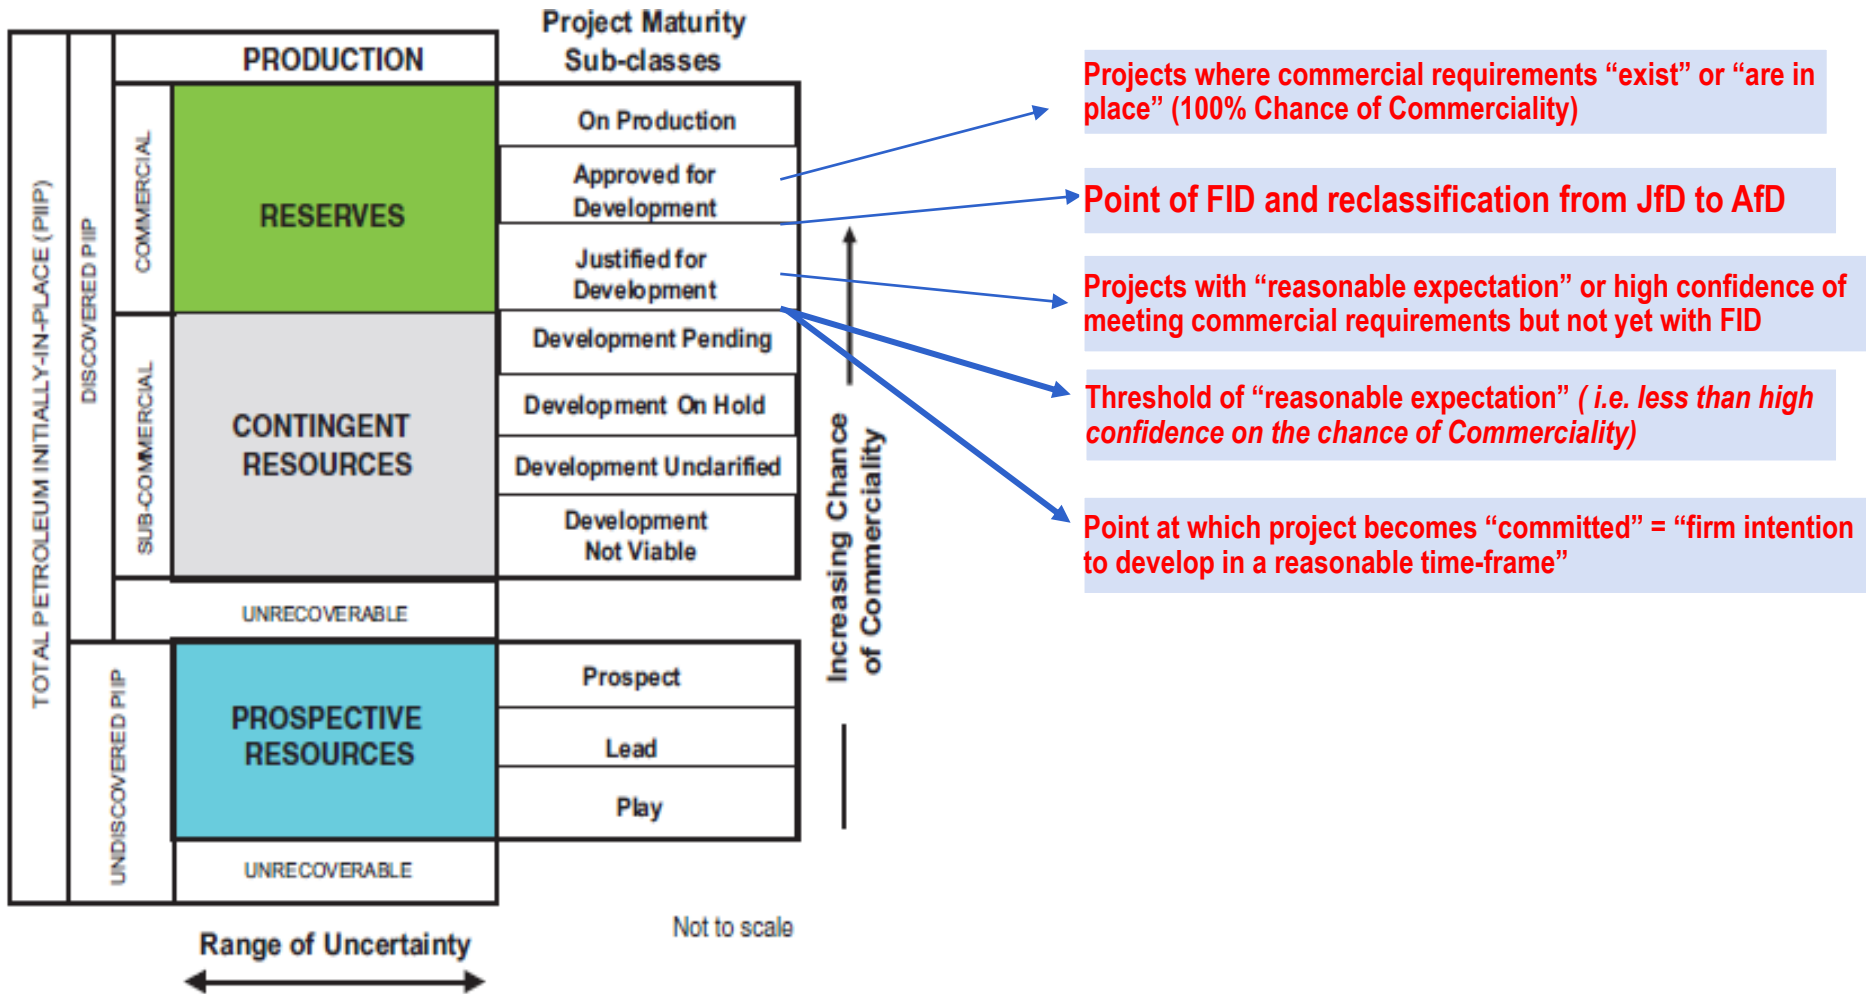 Project Maturity
Sub-classes
PRODUCTION
On Production
Approved for
Development
Justified for
Development
RESERVES
COMMERCIAL
Development Pending
Development On Hold
Development Unclarified
Development
Not Viable
CONTINGENT
RESOURCES
SUB-COMMERCIAL
DISCOVERED PIIP
TOTAL PETROLEUM INITIALLY-IN-PLACE (PIIP)
UNRECOVERABLE
Prospect
Lead
Play
PROSPECTIVE
RESOURCES
UNDISCOVERED PIIP
UNRECOVERABLE
Increasing Chance
of Commerciality
Not to scale
Range of Uncertainty
Projects where commercial requirements “exist” or “are in
place” (100% Chance of Commerciality)
Point of FID and reclassification from JfD to AfD
Projects with “reasonable expectation” or high confidence of
meeting commercial requirements but not yet with FID
Threshold of “reasonable expectation” ( i.e. less than high
confidence on the chance of Commerciality)
Point at which project becomes “committed” = “firm intention
to develop in a reasonable time-frame”